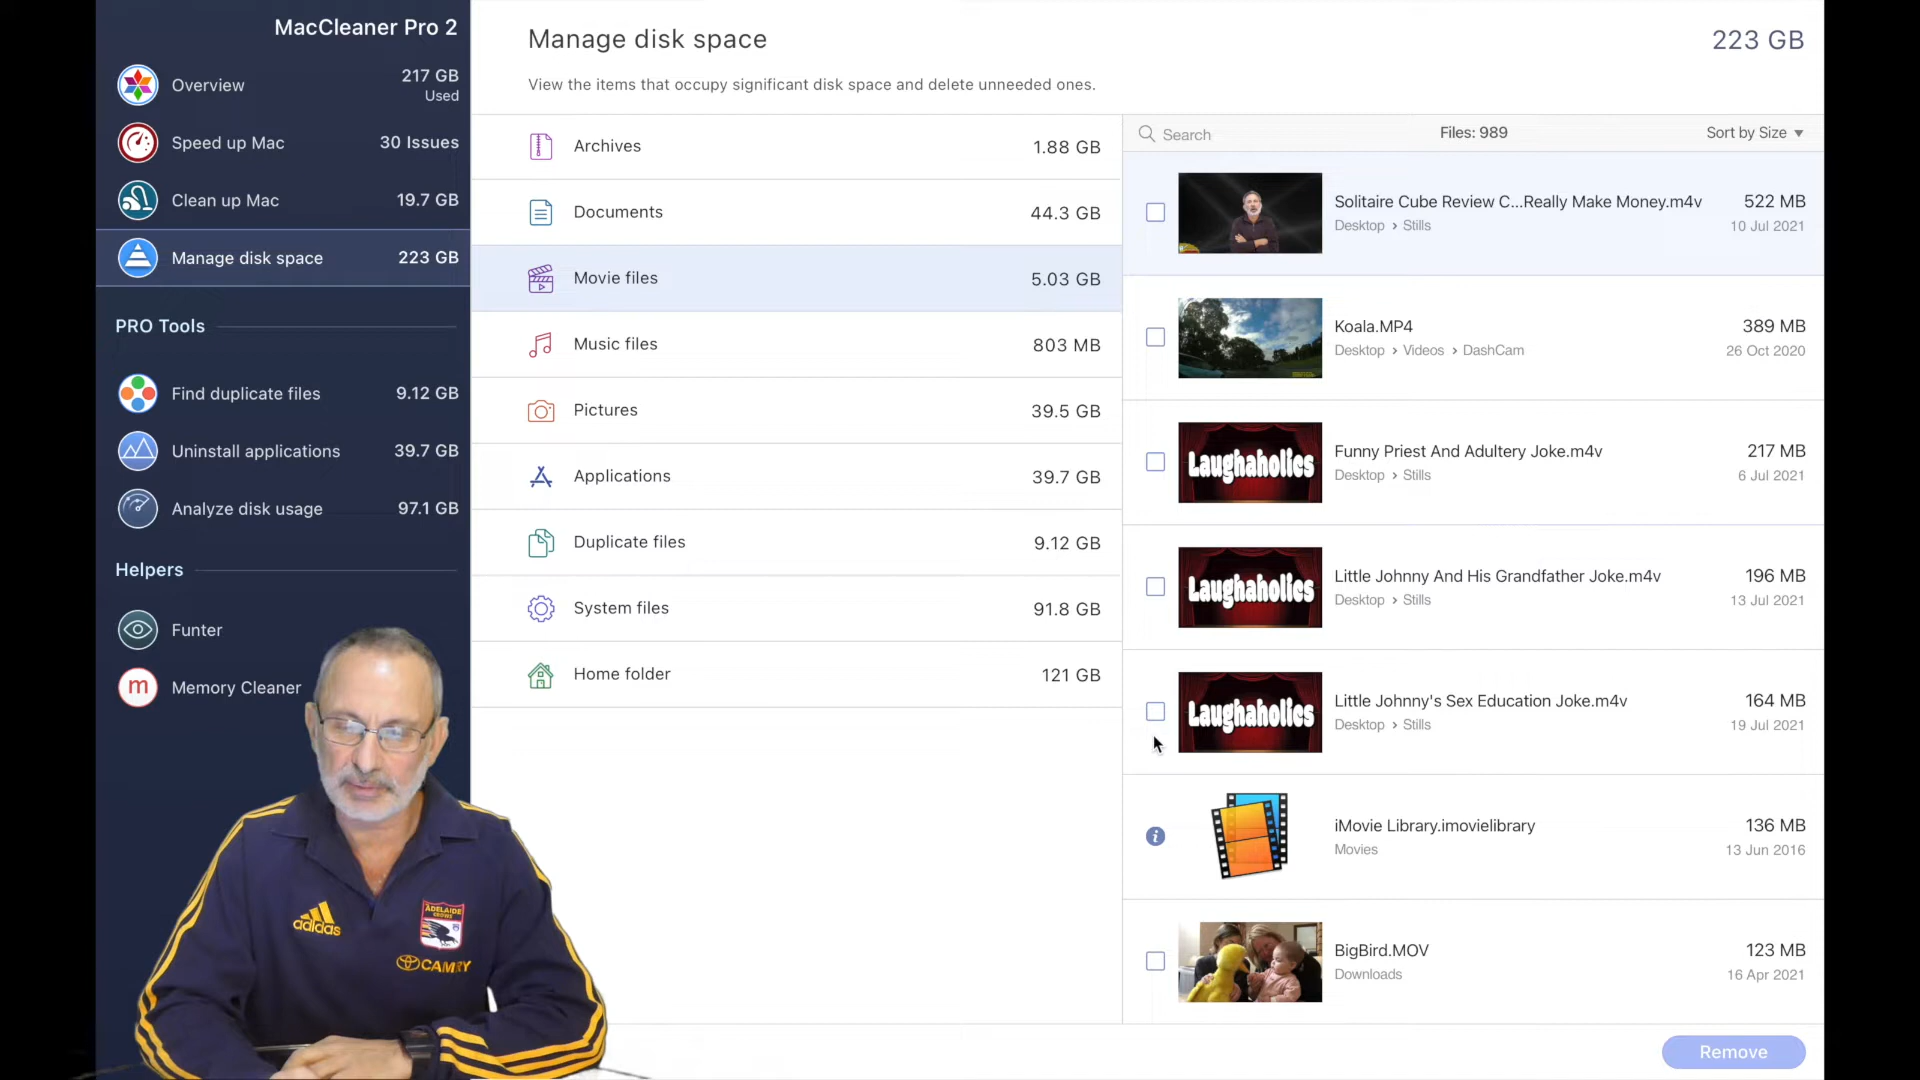 MacCleaner Pro 2
Overview 217 GB
Used
Speed up Mac 30 Issues
Clean up Mac 19.7 GB
Manage disk space 223 GB
PRO Tools
Find duplicate files 9.12 GB
Uninstall applications 39.7 GB
Analyze disk usage 97.1 GB
Helpers
Funter
m Memory Cleaner
Manage disk space 223 GB
View the items that occupy significant disk space and delete unneeded ones.
Archives 1.88 GB
Documents 44.3 GB
Movie files 5.03 GB
Music files 803 MB
Pictures 39.5 GB
Applications 39.7 GB
Duplicate files 9.12 GB
System files 91.8 GB
Home folder 121 GB
Search Files: 989 Sort by Size
Solitaire Cube Review C...Really Make Money.m4v 522 MB
Desktop > Stills 10 Jul 2021
Koala.MP4 389 MB
Desktop > Videos > DashCam 26 Oct 2020
Laughaholics
Funny Priest And Adultery Joke.m4v 217 MB
Desktop > Stills 6 Jul 2021
Laughaholics
Little Johnny And His Grandfather Joke.m4v 196 MB
Desktop > Stills 13 Jul 2021
Laughaholics
Little Johnny's Sex Education Joke.m4v 164 MB
Desktop > Stills 19 Jul 2021
i
iMovie Library.imovielibrary 136 MB
Movies 13 Jun 2016
BigBird.MOV 123 MB
Downloads 16 Apr 2021
Remove
adidas
ADELAIDE
CROWS
CAMRY